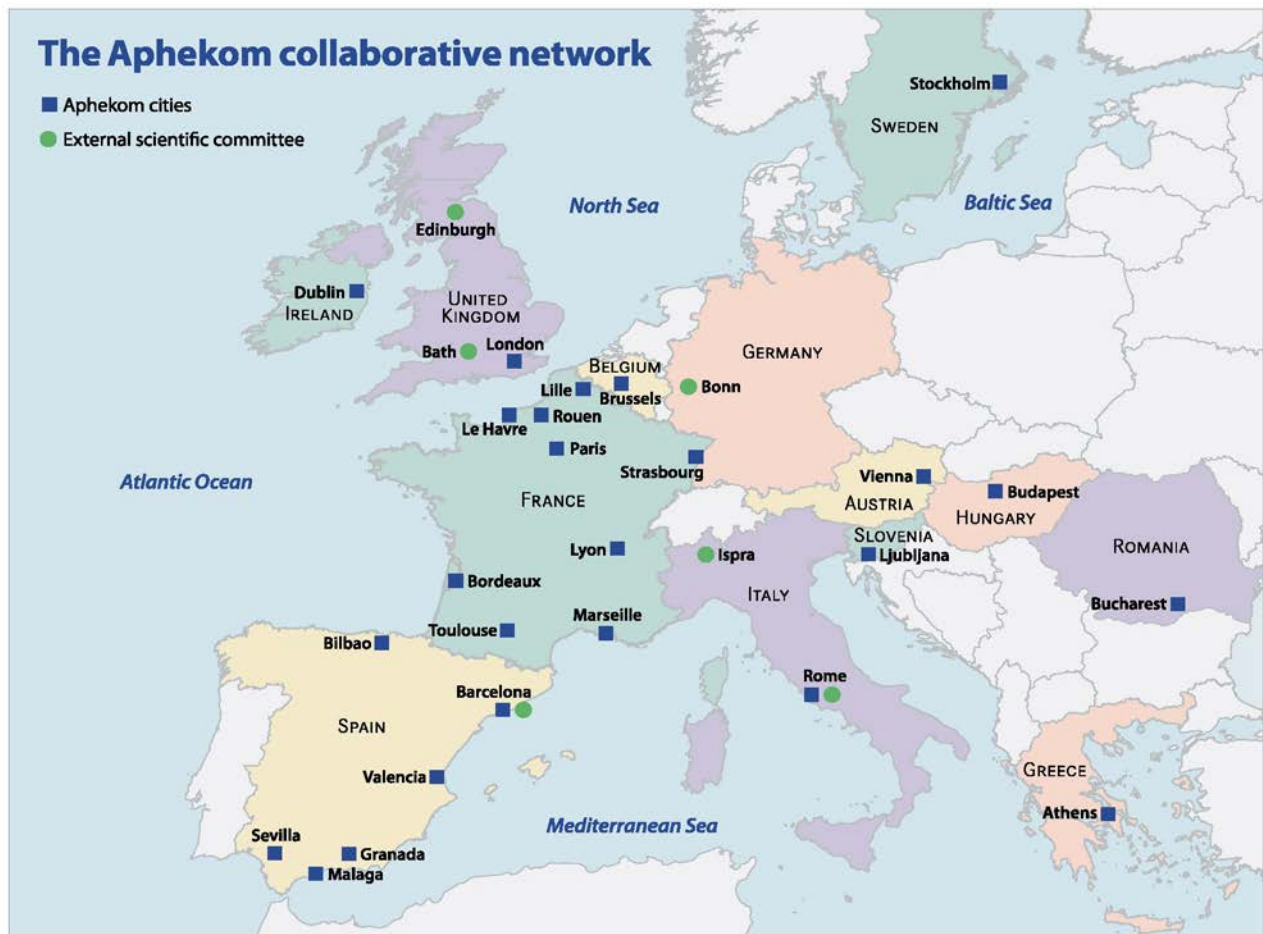 The Aphekom collaborative network
Aphekom cities
External scientific committee
Stockholm
SWEDEN
North Sea
Baltic Sea
Edinburgh
Dublin
IRELAND
UNITED
KINGDOM
Bath
London
GERMANY
BELGIUM
Brussels
Bonn
Lille
Le Havre
Rouen
Paris
Strasbourg
Atlantic Ocean
FRANCE
Vienna
AUSTRIA
Budapest
HUNGARY
SLOVENIA
Ljubljana
ROMANIA
Bucharest
Lyon
Ispra
ITALY
Bordeaux
Toulouse
Marseille
Bilbao
Barcelona
Rome
SPAIN
Valencia
GREECE
Athens
Mediterranean Sea
Sevilla
Granada
Malaga